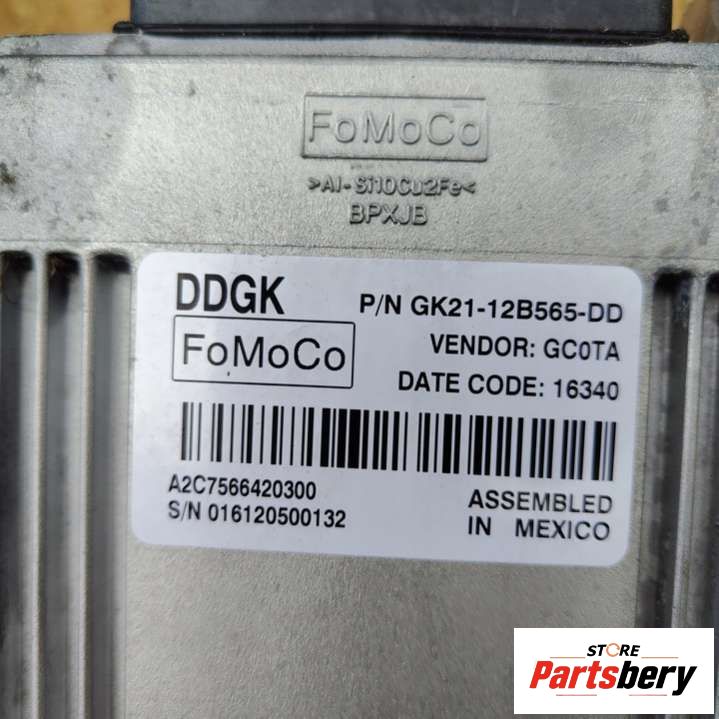 FoMoCo
>Al-Si10Cu2Fe<
BPXJB
DDGK
P/N GK21-12B565-DD
FoMoCo
VENDOR: GC0TA
DATE CODE: 16340
A2C7566420300
S/N 016120500132
ASSEMBLED
IN MEXICO
STORE
Partsbery